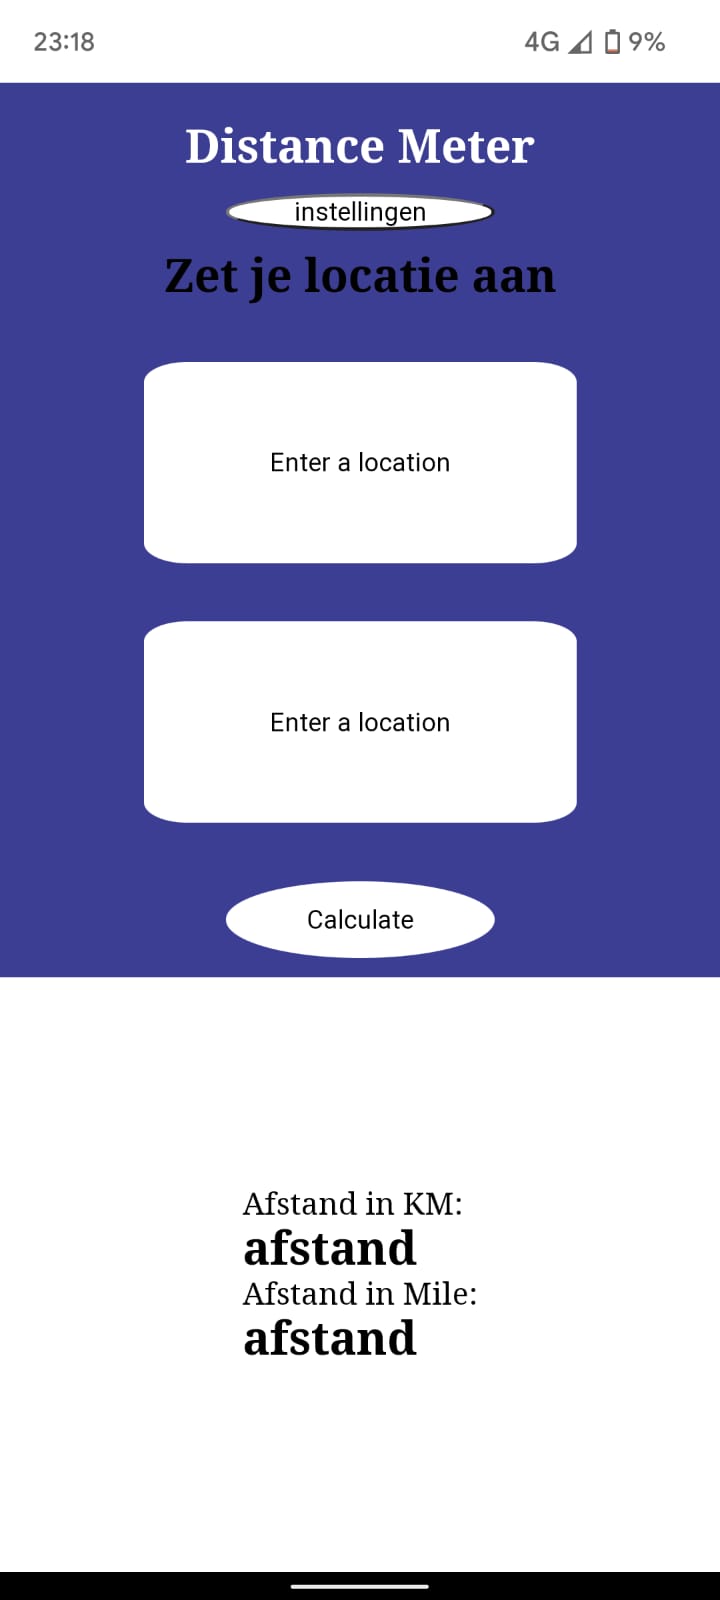 23:18 4G 9%
Distance Meter
instellingen
Zet je locatie aan
Enter a location
Enter a location
Calculate
Afstand in KM:
afstand
Afstand in Mile:
afstand